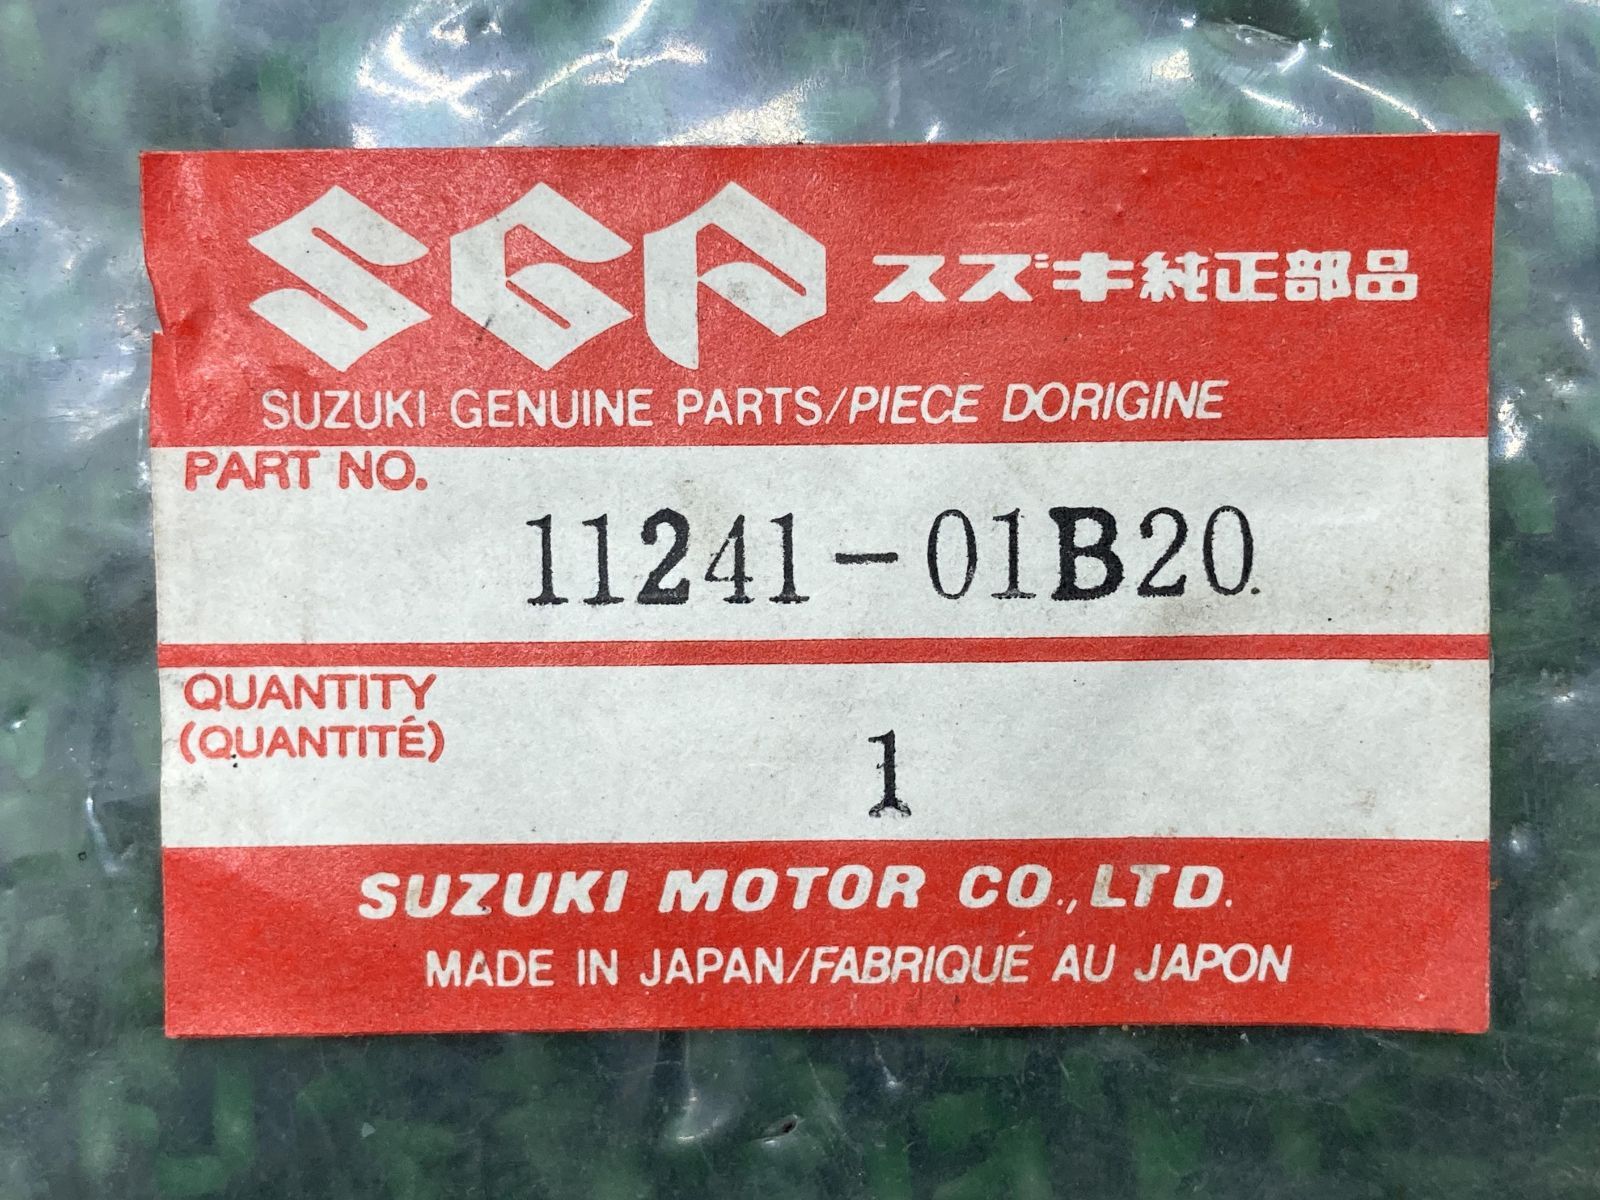 SGP スズキ純正部品
SUZUKI GENUINE PARTS/PIECE DORIGINE
PART NO.
11241-01B20.
QUANTITY
(QUANTITÉ)
1
SUZUKI MOTOR CO.,LTD.
MADE IN JAPAN/FABRIQUÉ AU JAPON